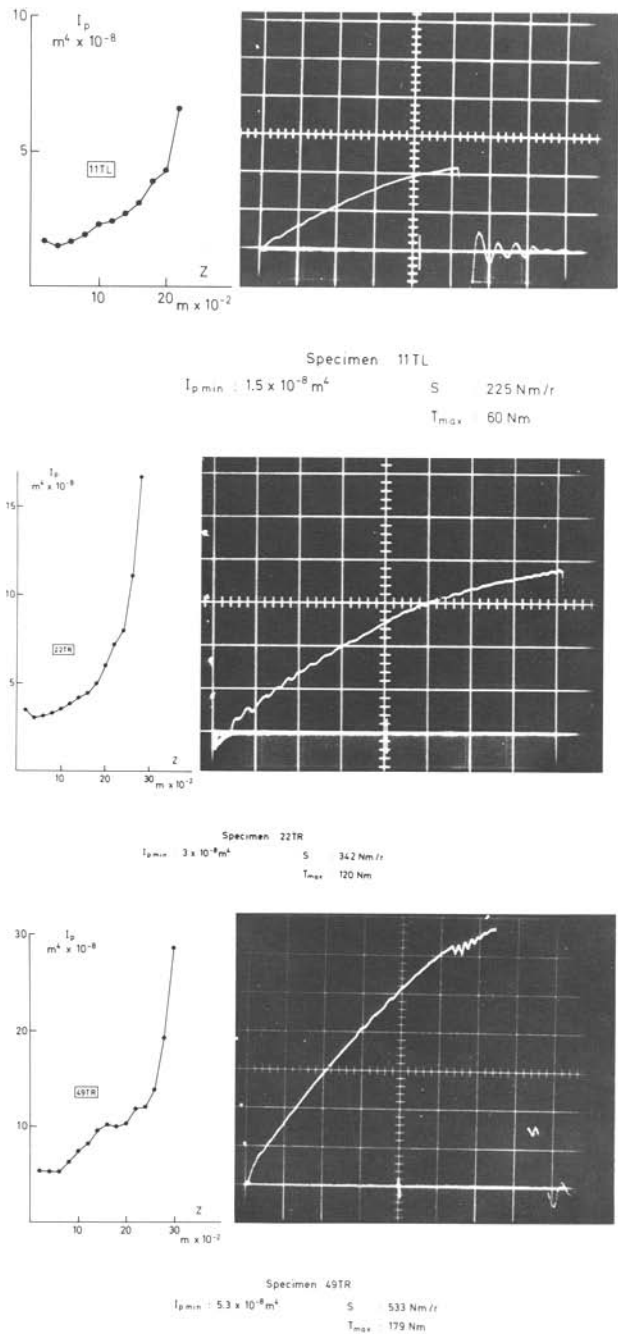 10
Iₚ
m⁴ x 10⁻⁸
5
11TL
Z
10
20
m x 10⁻²
Specimen 11TL
Iₚ min : 1.5 x 10⁻⁸ m⁴
S 225 Nm/r
Tₘₐₓ : 60 Nm
Iₚ
m⁴ x 10⁻⁸
15
10
22TR
5
Z
10
20
30
m x 10⁻²
Specimen 22TR
Iₚ min 3 x 10⁻⁸ m⁴
S 342 Nm/r
Tₘₐₓ 120 Nm
30
Iₚ
m⁴ x 10⁻⁸
20
49TR
10
Z
10
20
30
m x 10⁻²
Specimen 49TR
Iₚ min : 5.3 x 10⁻⁸ m⁴
S : 533 Nm/r
Tₘₐₓ : 179 Nm